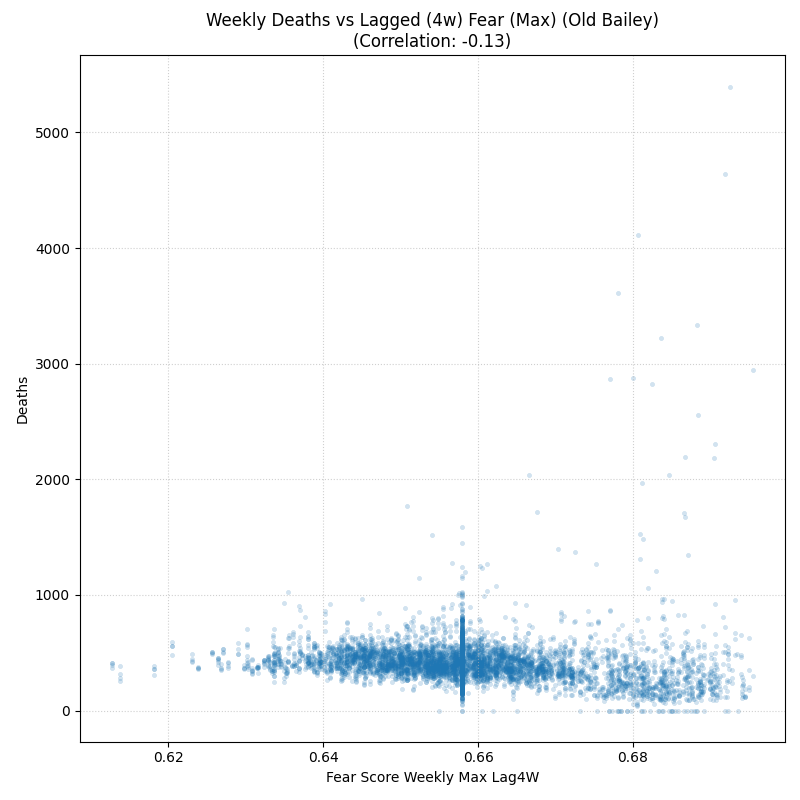 Weekly Deaths vs Lagged (4w) Fear (Max) (Old Bailey)
(Correlation: -0.13)
5000
4000
3000
2000
1000
0
Deaths
0.62 0.64 0.66 0.68
Fear Score Weekly Max Lag4W